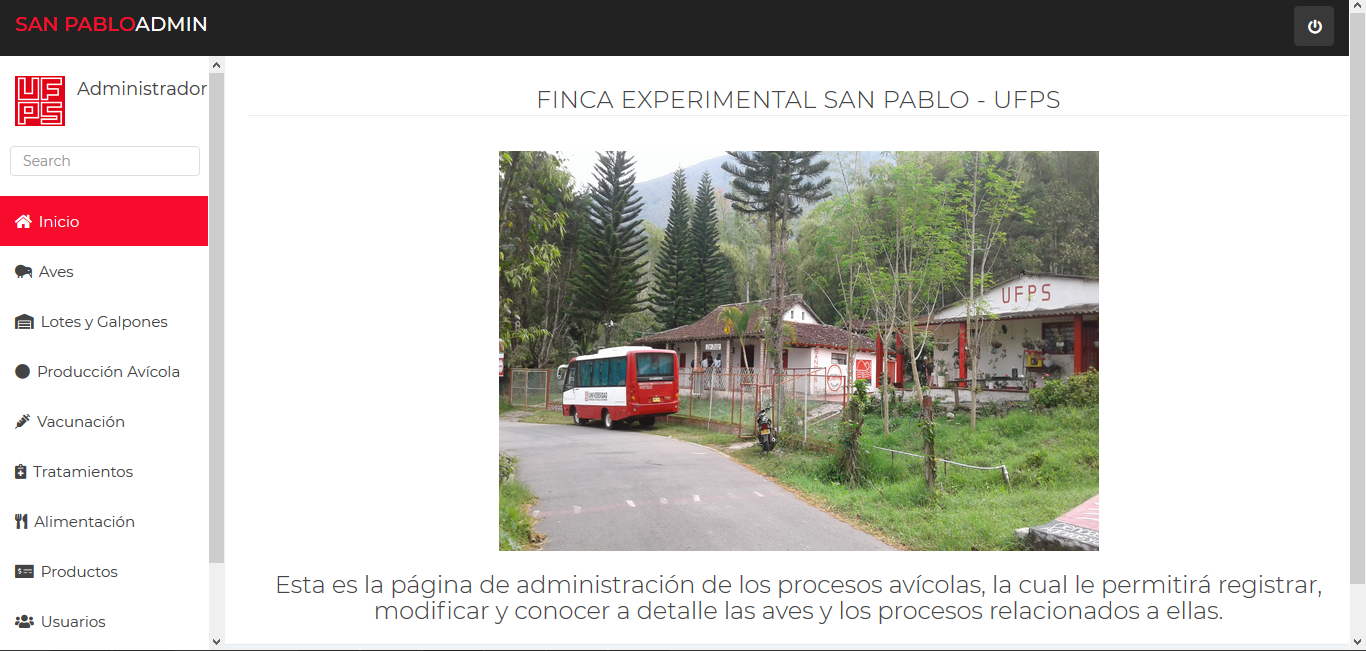 SAN PABLOADMIN
UFPS
Administrador
Search
Inicio
Aves
Lotes y Galpones
Producción Avícola
Vacunación
Tratamientos
Alimentación
Productos
Usuarios
FINCA EXPERIMENTAL SAN PABLO - UFPS
UFPS
Esta es la página de administración de los procesos avícolas, la cual le permitirá registrar,
modificar y conocer a detalle las aves y los procesos relacionados a ellas.